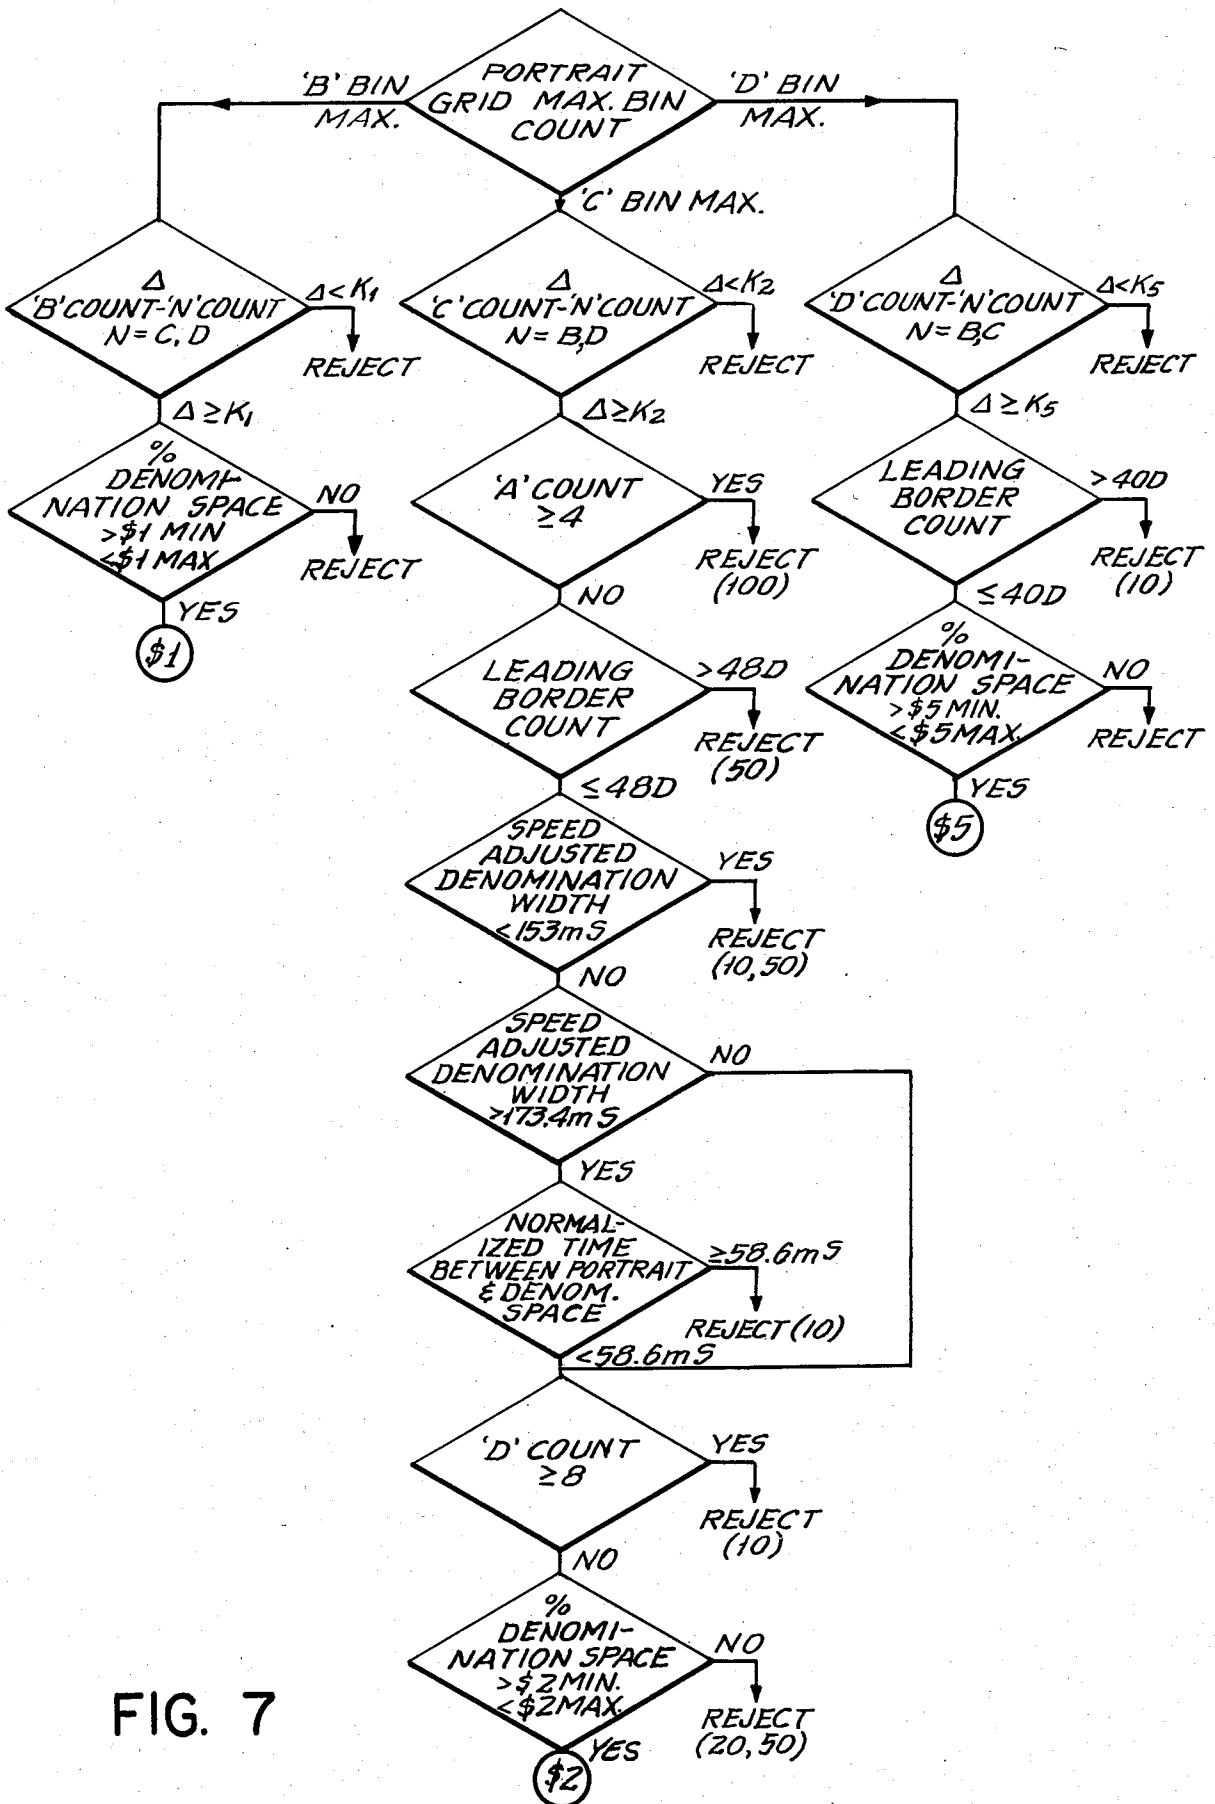 PORTRAIT
GRID MAX. BIN
COUNT
'B' BIN
MAX.
'D' BIN
MAX.
'C' BIN MAX.
Δ
'B' COUNT-'N' COUNT
N=C, D
Δ<K1
REJECT
Δ≥K1
%
DENOMI-
NATION SPACE
>$1 MIN
<$1 MAX
NO
REJECT
YES
$1
Δ
'C' COUNT-'N' COUNT
N=B,D
Δ<K2
REJECT
Δ≥K2
'A' COUNT
≥4
YES
REJECT
(100)
NO
LEADING
BORDER
COUNT
>48D
REJECT
(50)
≤48D
SPEED
ADJUSTED
DENOMINATION
WIDTH
<153mS
YES
REJECT
(10,50)
NO
SPEED
ADJUSTED
DENOMINATION
WIDTH
>173.4mS
NO
YES
NORMAL-
IZED TIME
BETWEEN PORTRAIT
& DENOM.
SPACE
≥58.6mS
REJECT (10)
<58.6mS
'D' COUNT
≥8
YES
REJECT
(10)
NO
%
DENOMI-
NATION SPACE
>$2 MIN.
<$2 MAX.
NO
REJECT
(20,50)
YES
$2
Δ
'D' COUNT-'N' COUNT
N=B,C
Δ<K5
REJECT
Δ≥K5
LEADING
BORDER
COUNT
>40D
REJECT
(10)
≤40D
%
DENOMI-
NATION SPACE
>$5 MIN.
<$5 MAX.
NO
REJECT
YES
$5
FIG. 7